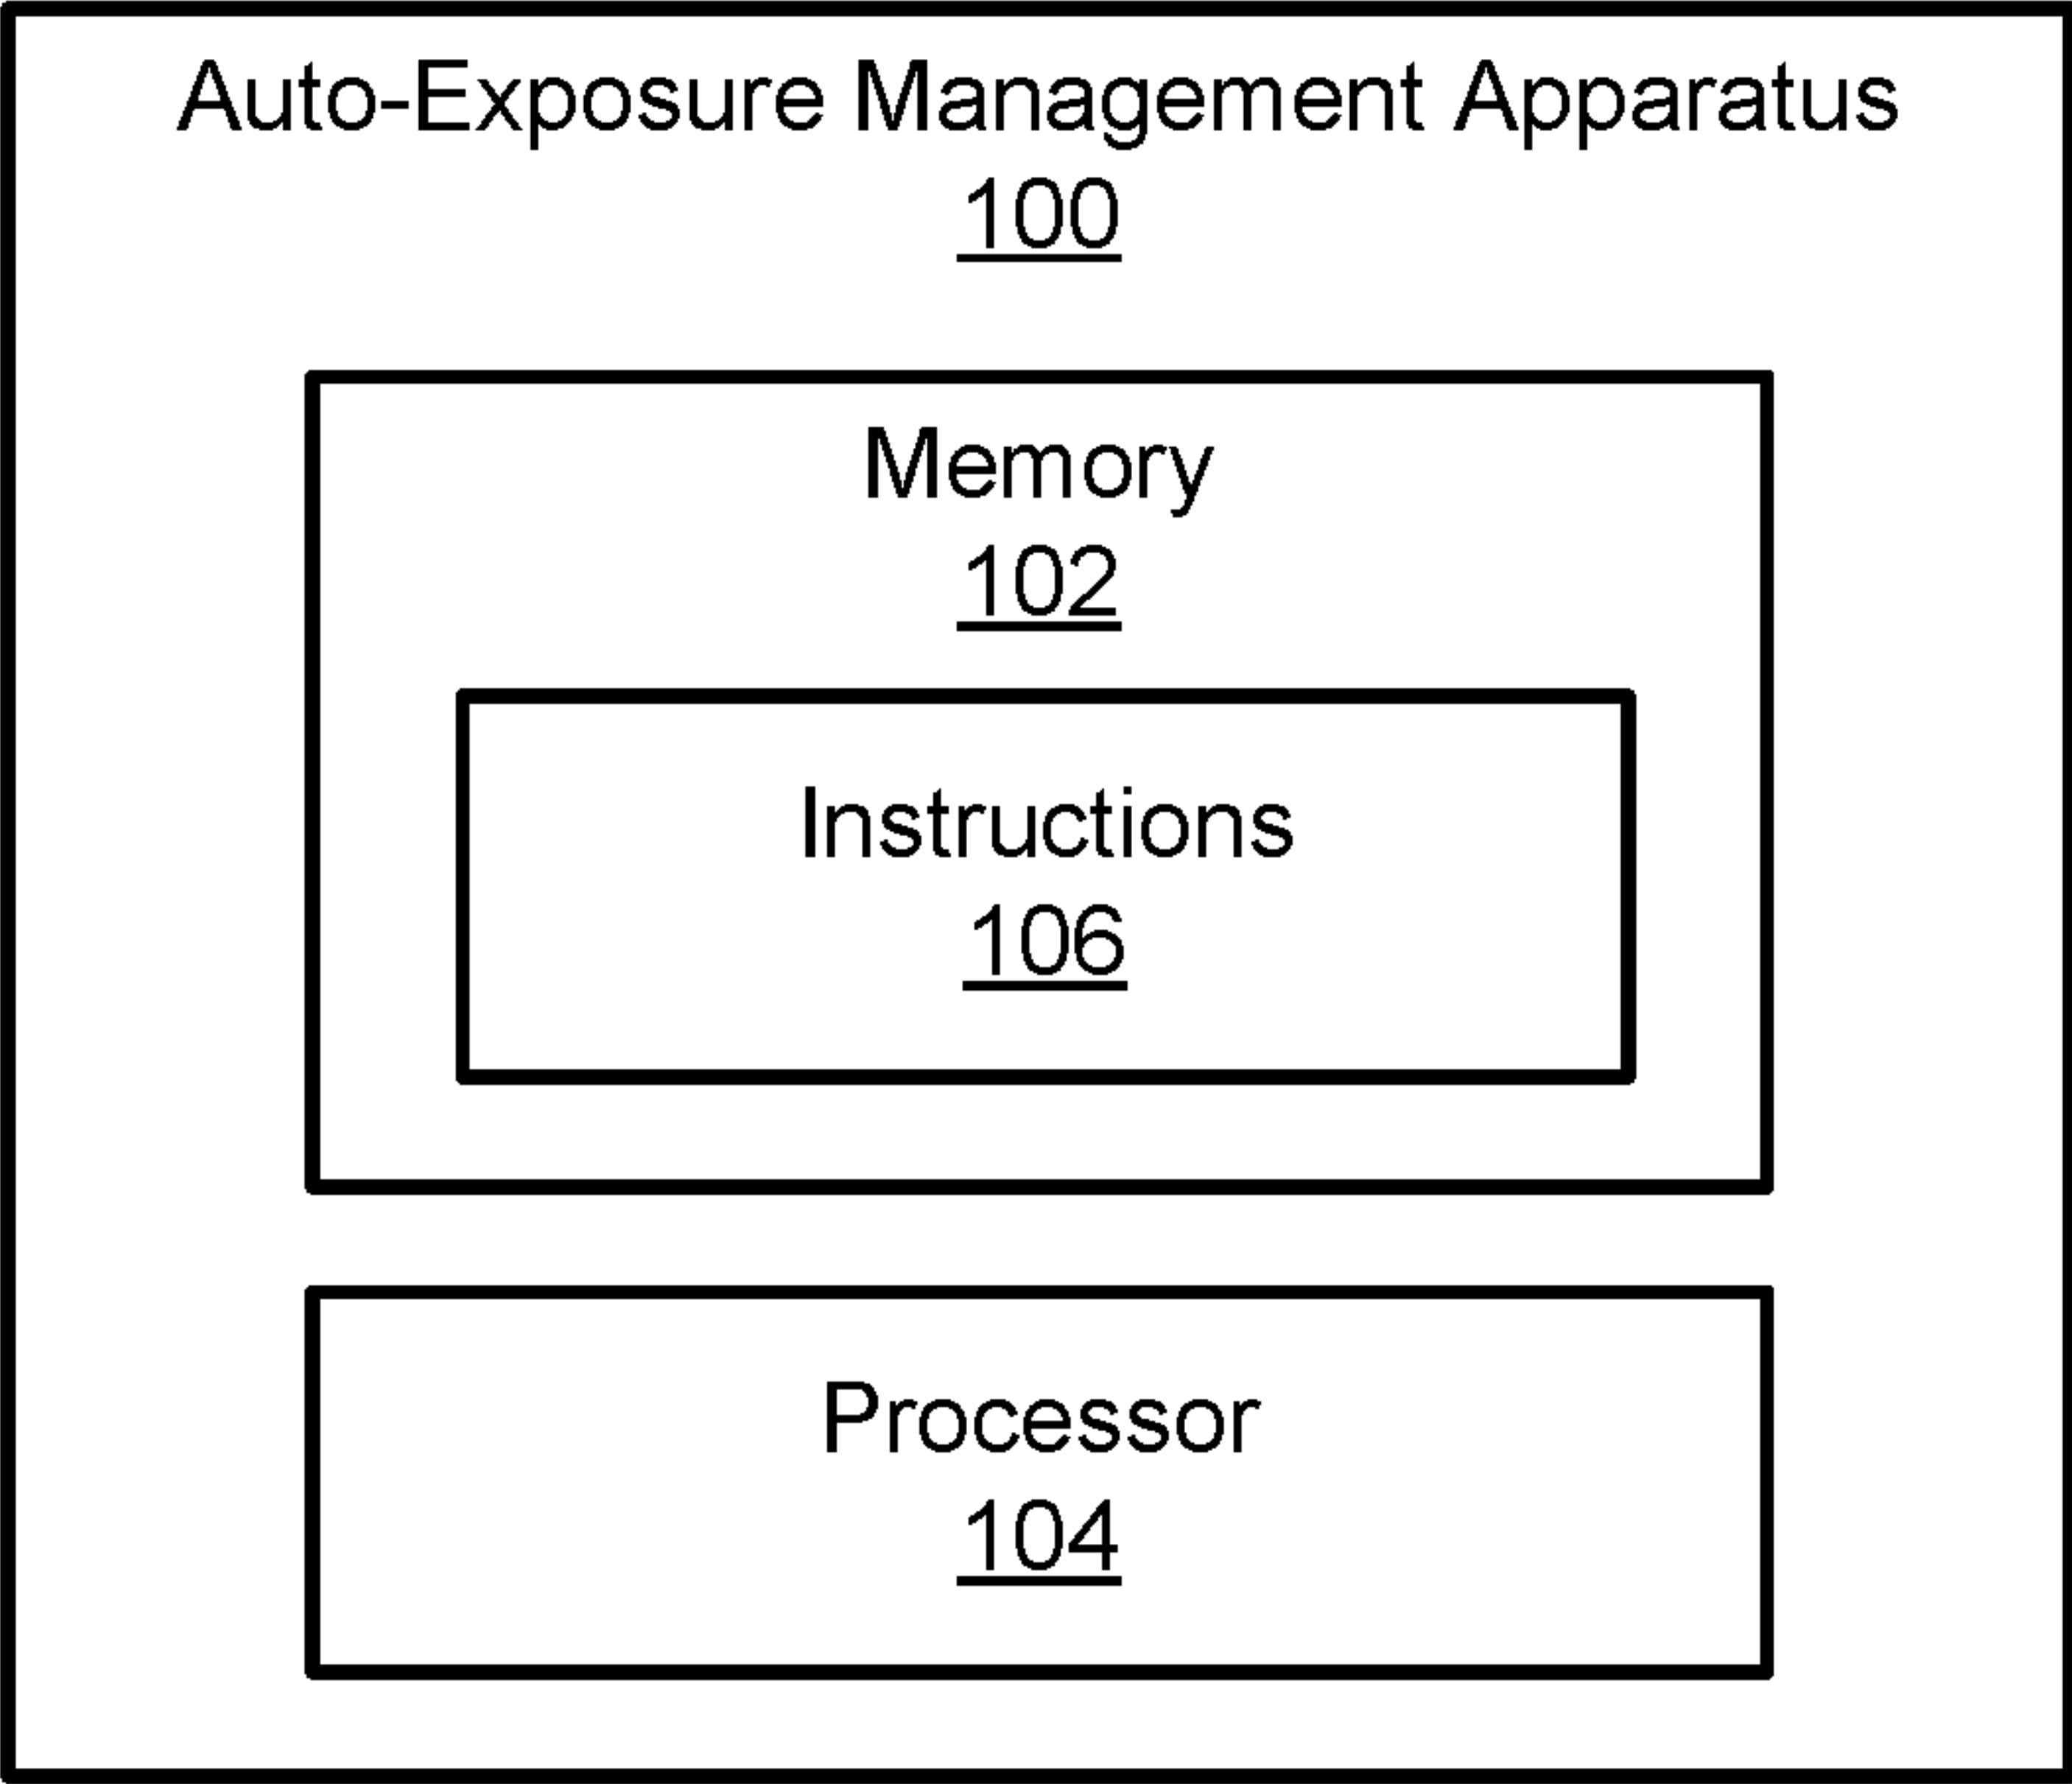 Auto-Exposure Management Apparatus
100
Memory
102
Instructions
106
Processor
104